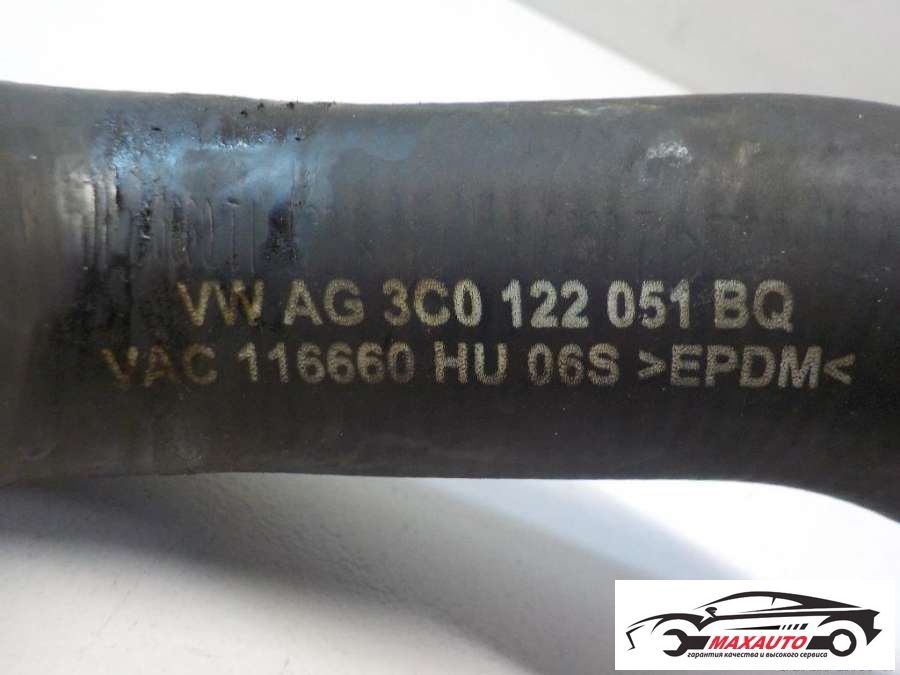 VW AG 3C0 122 051 BQ
VAC 116660 HU 06S >EPDM<
MAXAUTO
гарантия качества и высокого сервиса